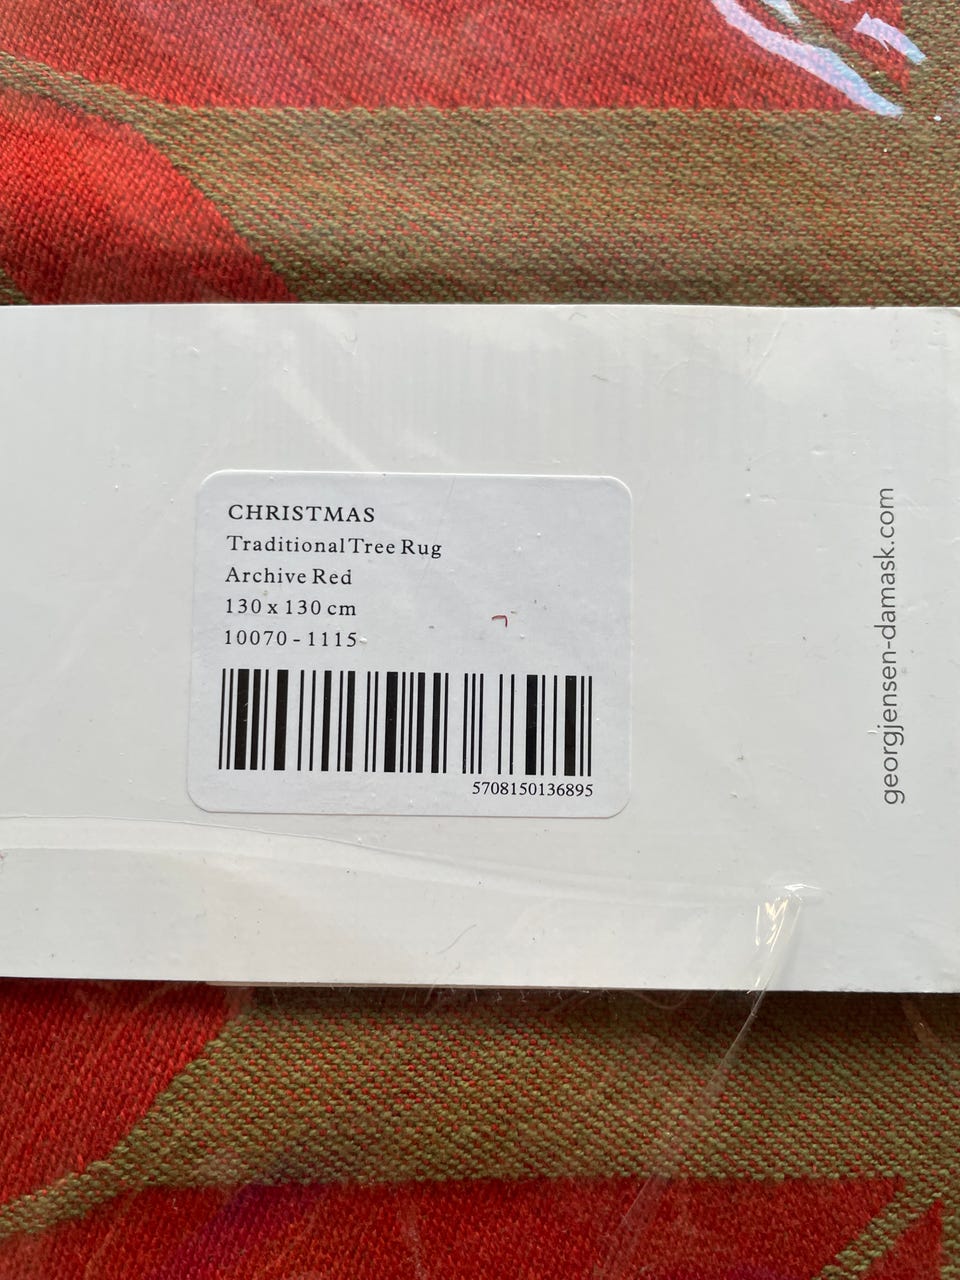 CHRISTMAS
Traditional Tree Rug
Archive Red
130 x 130 cm
10070 - 1115
5708150136895
georgjensen-damask.com